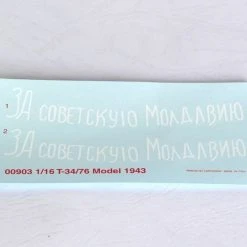 1 ЗА СОВЕТСКУЮ МОЛДАВИЮ
2 ЗА СОВЕТСКУЮ МОЛДАВИЮ
00903 1/16 T-34/76 Model 1943